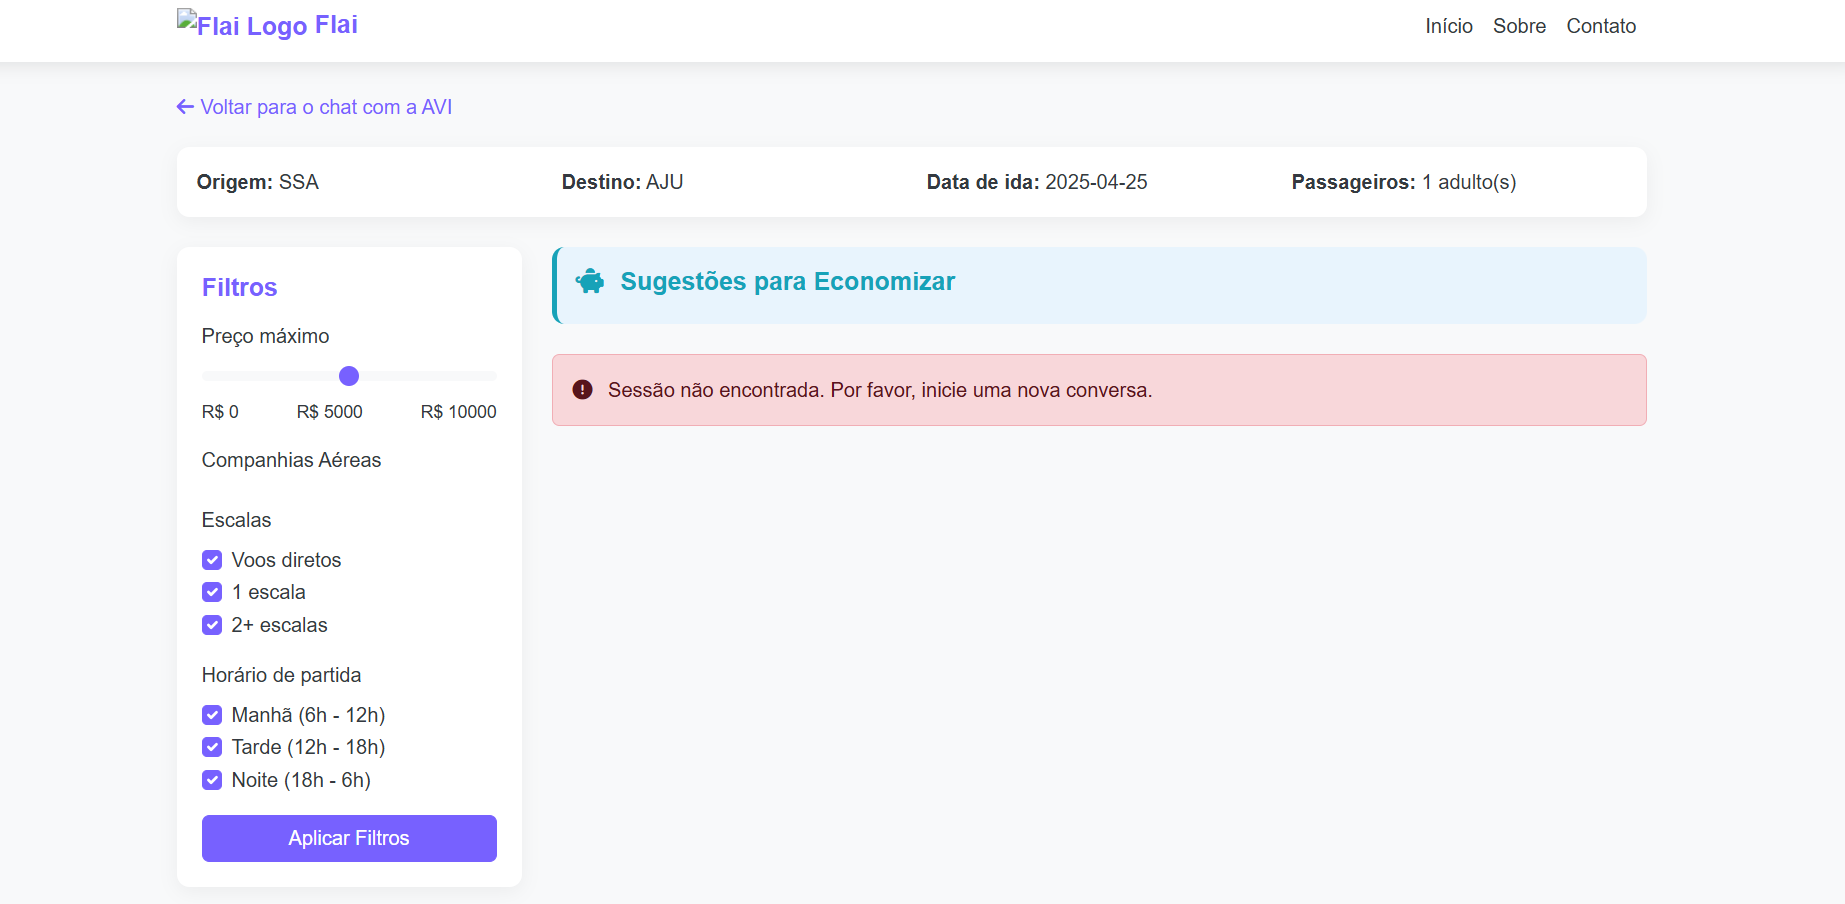 Flai Logo Flai
Início Sobre Contato
Voltar para o chat com a AVI
Origem: SSA Destino: AJU Data de ida: 2025-04-25 Passageiros: 1 adulto(s)
Filtros
Preço máximo
R$ 0 R$ 5000 R$ 10000
Companhias Aéreas
Escalas
Voos diretos
1 escala
2+ escalas
Horário de partida
Manhã (6h - 12h)
Tarde (12h - 18h)
Noite (18h - 6h)
Aplicar Filtros
Sugestões para Economizar
Sessão não encontrada. Por favor, inicie uma nova conversa.